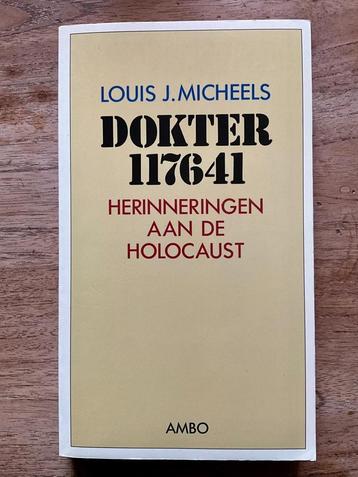 LOUIS J. MICHEELS
DOKTER
117641
HERINNERINGEN
AAN DE
HOLOCAUST
AMBO